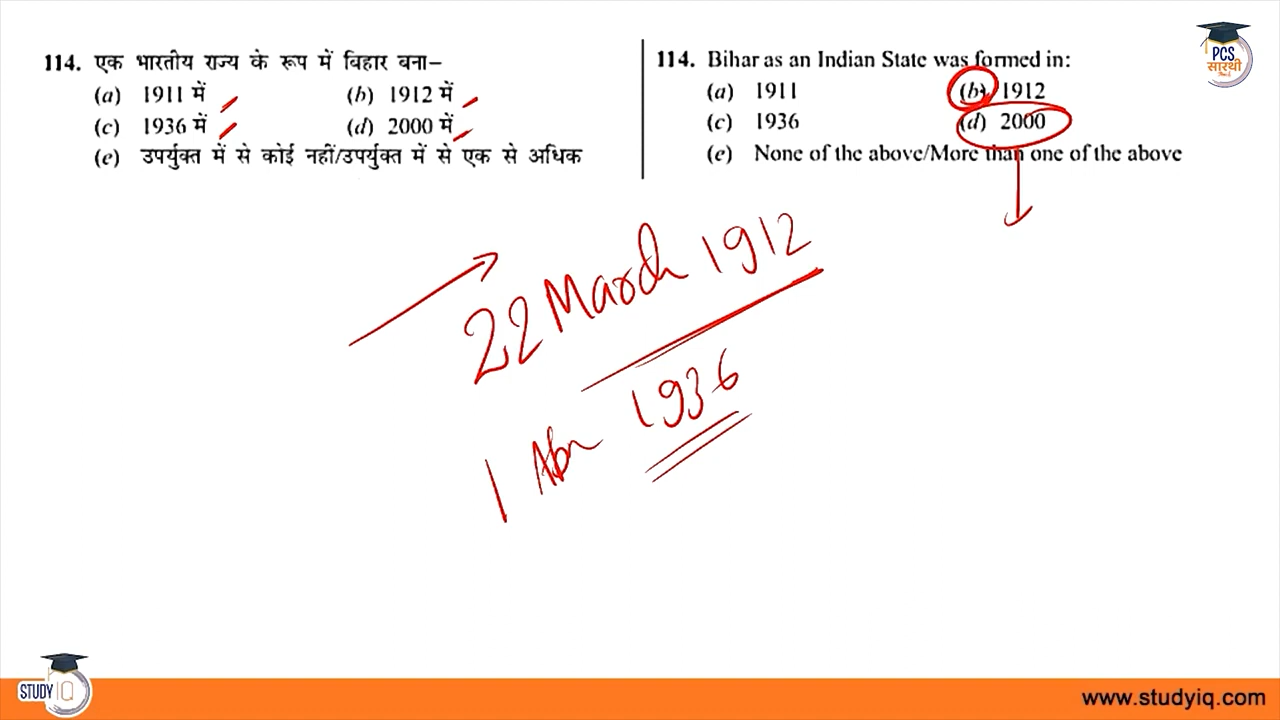 114. एक भारतीय राज्य के रूप में बिहार बना–
(a) 1911 में (b) 1912 में
(c) 1936 में (d) 2000 में
(e) उपर्युक्त में से कोई नहीं/उपर्युक्त में से एक से अधिक
114. Bihar as an Indian State was formed in:
(a) 1911 (b) 1912
(c) 1936 (d) 2000
(e) None of the above/More than one of the above
PCS
सारथी
22 March 1912
1 1936
STUDY IQ
www.studyiq.com